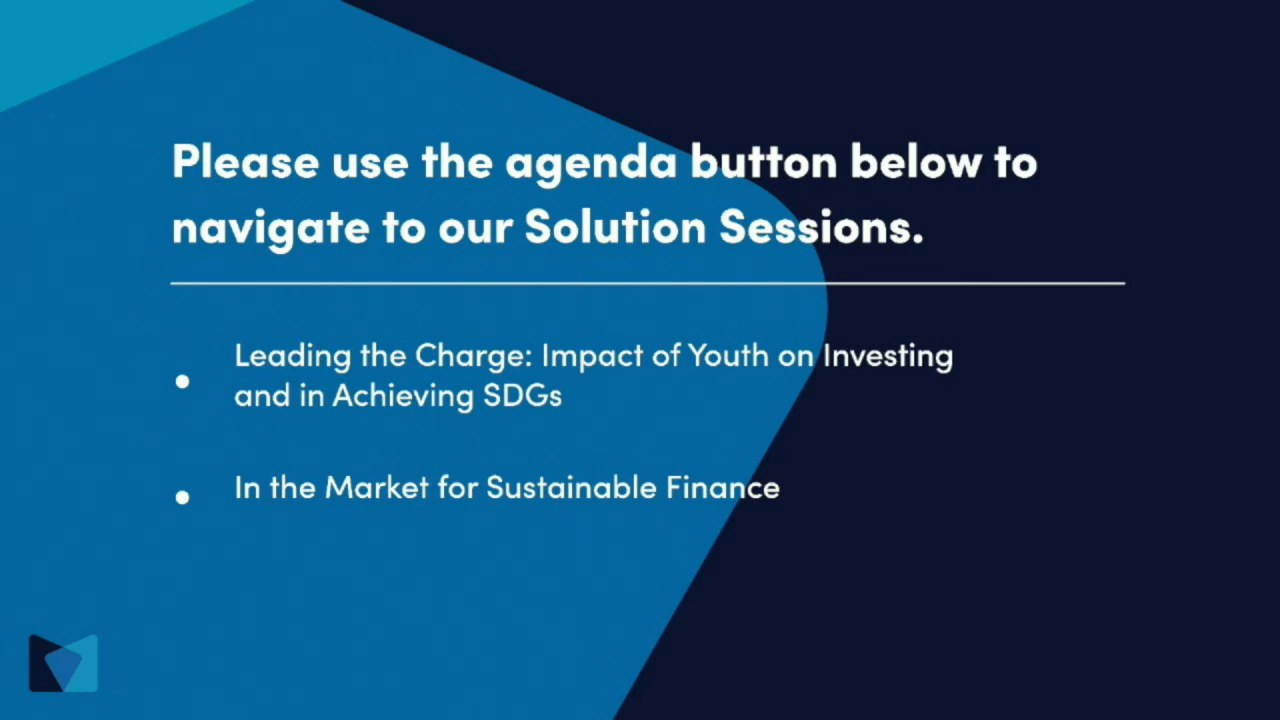 Please use the agenda button below to
navigate to our Solution Sessions.
Leading the Charge: Impact of Youth on Investing
and in Achieving SDGs
In the Market for Sustainable Finance